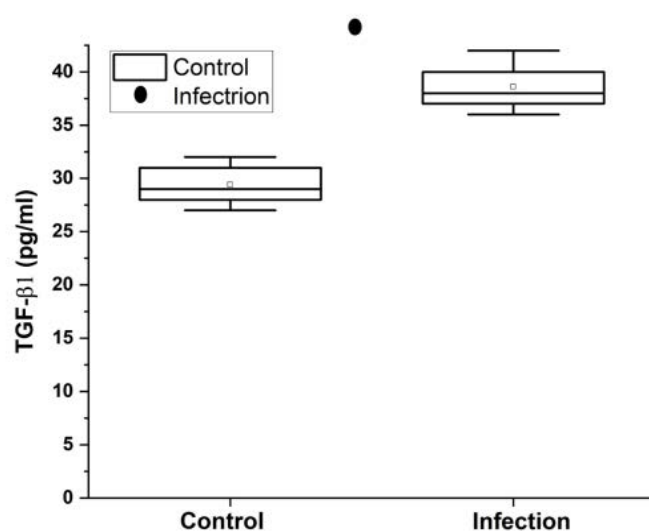 Control
Infectrion
TGF-β1 (pg/ml)
40
35
30
25
20
15
10
5
0
Control
Infection